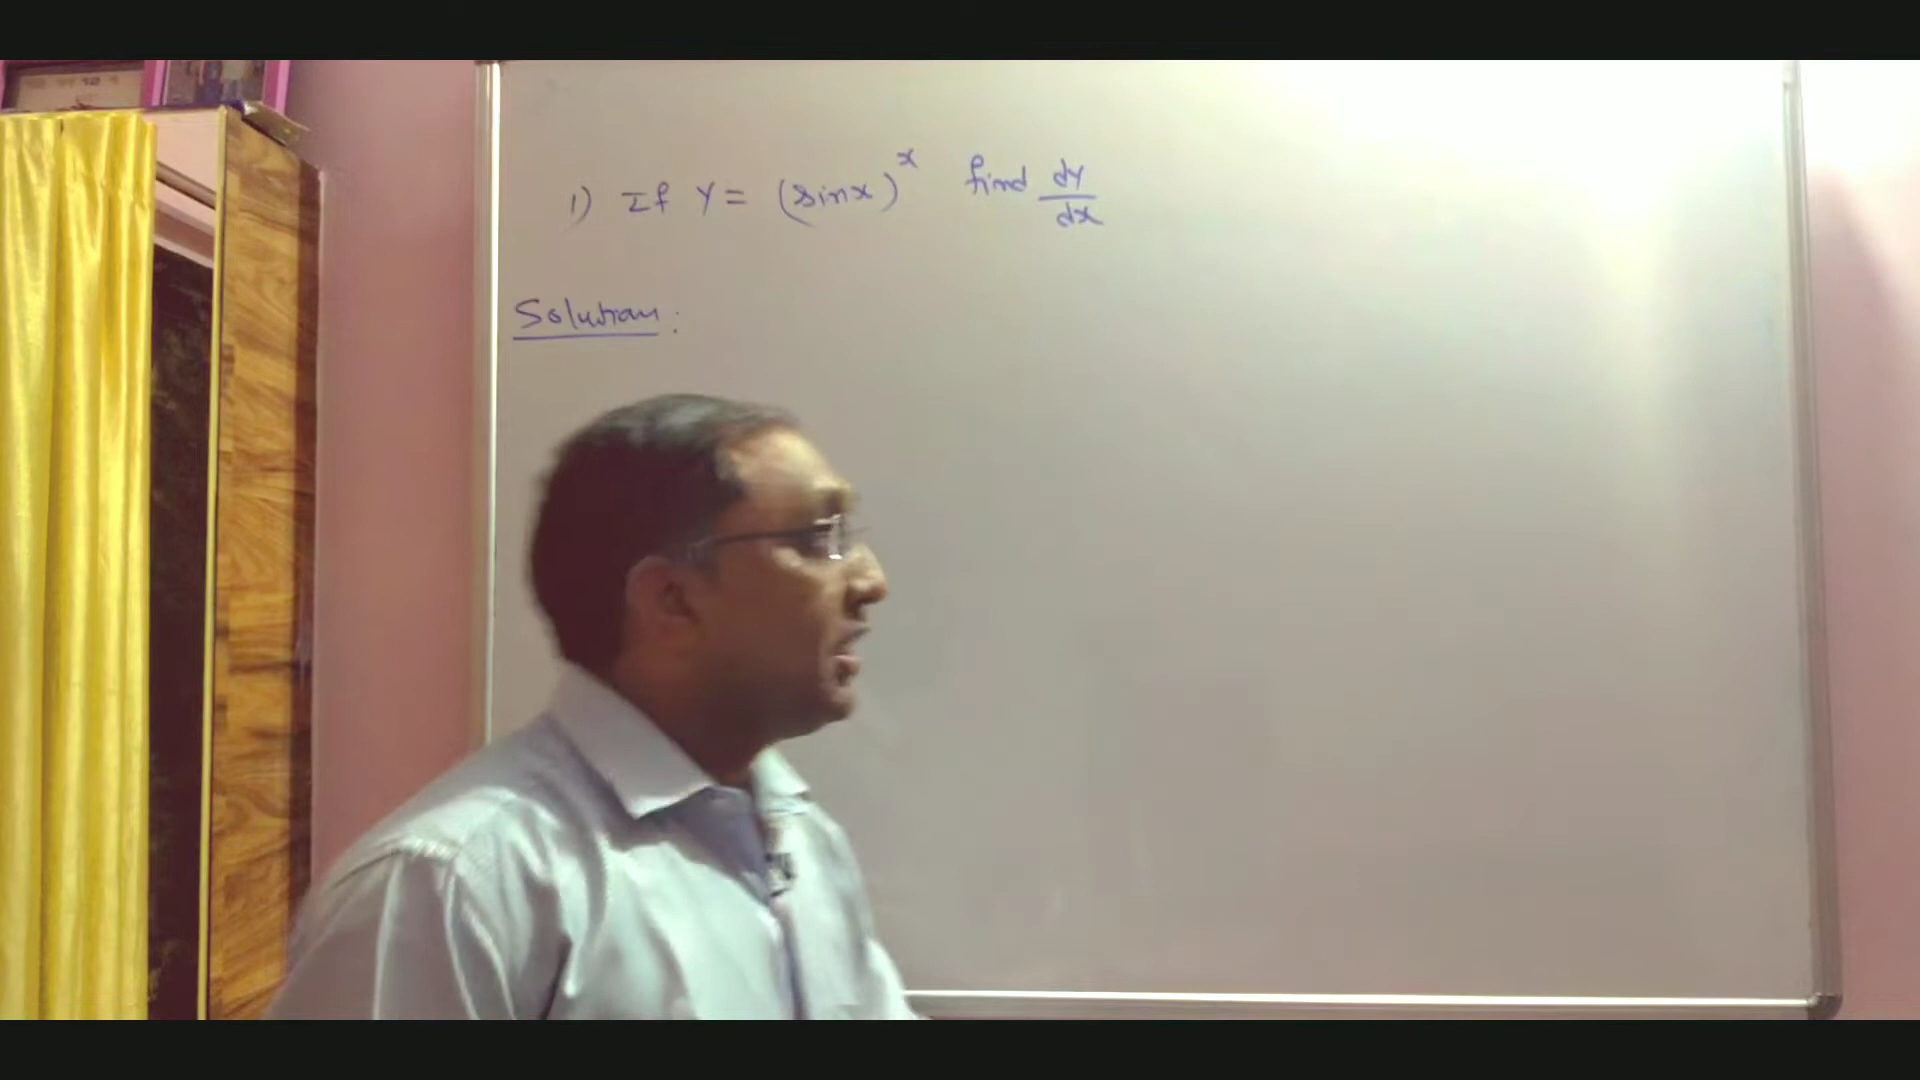 1) If y = (sinx)^x find dy/dx
Solution: